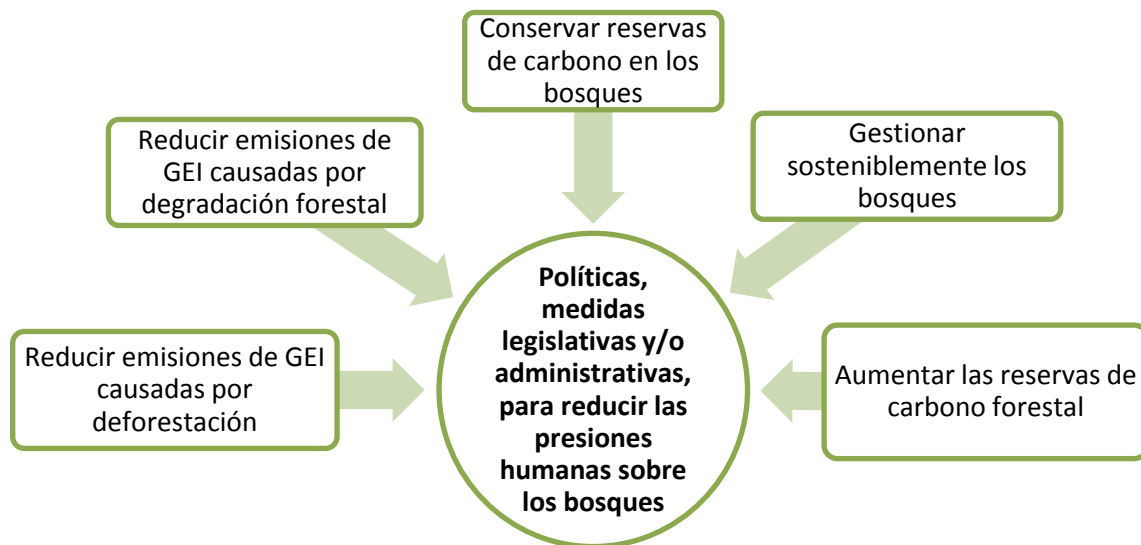 Conservar reservas
de carbono en los
bosques
Reducir emisiones de
GEI causadas por
degradación forestal
Gestionar
sosteniblemente los
bosques
Reducir emisiones de GEI
causadas por
deforestación
Políticas,
medidas
legislativas y/o
administrativas,
para reducir las
presiones
humanas sobre
los bosques
Aumentar las reservas de
carbono forestal